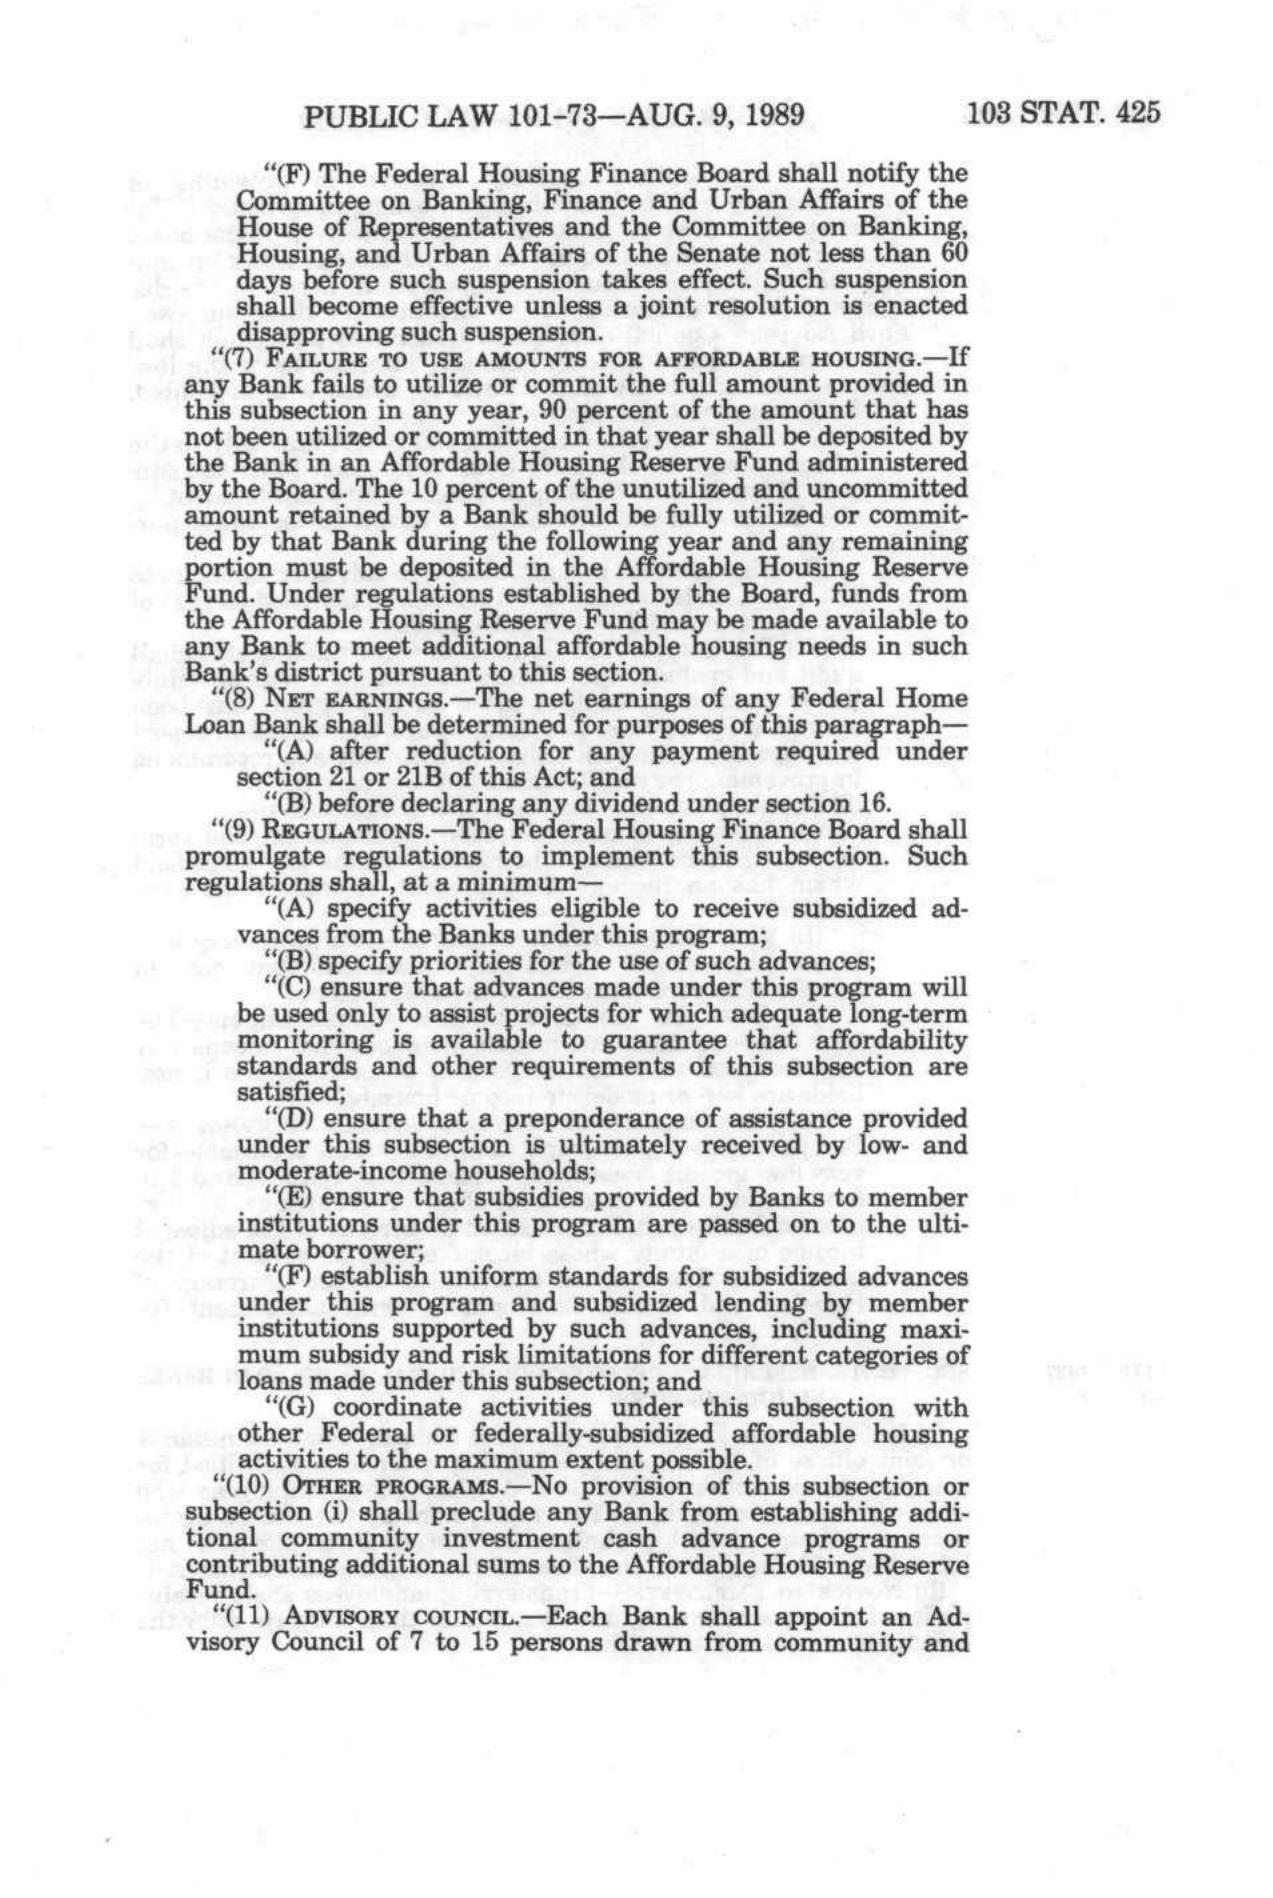 PUBLIC LAW 101-73—AUG. 9, 1989 103 STAT. 425
"(F) The Federal Housing Finance Board shall notify the
Committee on Banking, Finance and Urban Affairs of the
House of Representatives and the Committee on Banking,
Housing, and Urban Affairs of the Senate not less than 60
days before such suspension takes effect. Such suspension
shall become effective unless a joint resolution is enacted
disapproving such suspension.
"(7) FAILURE TO USE AMOUNTS FOR AFFORDABLE HOUSING.—If
any Bank fails to utilize or commit the full amount provided in
this subsection in any year, 90 percent of the amount that has
not been utilized or committed in that year shall be deposited by
the Bank in an Affordable Housing Reserve Fund administered
by the Board. The 10 percent of the unutilized and uncommitted
amount retained by a Bank should be fully utilized or commit-
ted by that Bank during the following year and any remaining
portion must be deposited in the Affordable Housing Reserve
Fund. Under regulations established by the Board, funds from
the Affordable Housing Reserve Fund may be made available to
any Bank to meet additional affordable housing needs in such
Bank's district pursuant to this section.
"(8) NET EARNINGS.—The net earnings of any Federal Home
Loan Bank shall be determined for purposes of this paragraph—
"(A) after reduction for any payment required under
section 21 or 21B of this Act; and
"(B) before declaring any dividend under section 16.
"(9) REGULATIONS.—The Federal Housing Finance Board shall
promulgate regulations to implement this subsection. Such
regulations shall, at a minimum—
"(A) specify activities eligible to receive subsidized ad-
vances from the Banks under this program;
"(B) specify priorities for the use of such advances;
"(C) ensure that advances made under this program will
be used only to assist projects for which adequate long-term
monitoring is available to guarantee that affordability
standards and other requirements of this subsection are
satisfied;
"(D) ensure that a preponderance of assistance provided
under this subsection is ultimately received by low- and
moderate-income households;
"(E) ensure that subsidies provided by Banks to member
institutions under this program are passed on to the ulti-
mate borrower;
"(F) establish uniform standards for subsidized advances
under this program and subsidized lending by member
institutions supported by such advances, including maxi-
mum subsidy and risk limitations for different categories of
loans made under this subsection; and
"(G) coordinate activities under this subsection with
other Federal or federally-subsidized affordable housing
activities to the maximum extent possible.
"(10) OTHER PROGRAMS.—No provision of this subsection or
subsection (i) shall preclude any Bank from establishing addi-
tional community investment cash advance programs or
contributing additional sums to the Affordable Housing Reserve
Fund.
"(11) ADVISORY COUNCIL.—Each Bank shall appoint an Ad-
visory Council of 7 to 15 persons drawn from community and